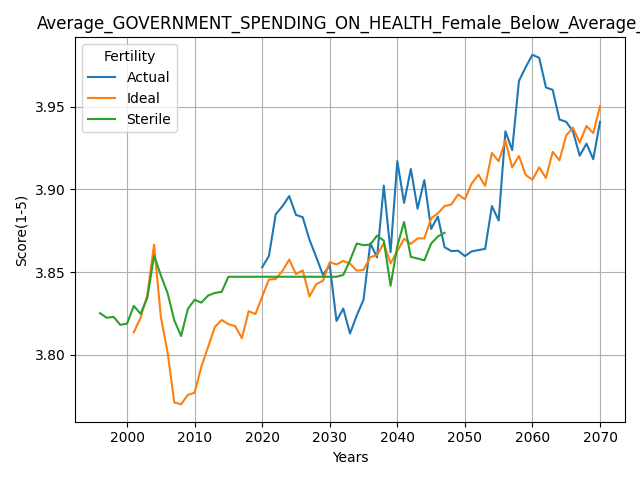 Average_GOVERNMENT_SPENDING_ON_HEALTH_Female_Below_Average_
Fertility
Actual
Ideal
Sterile
Score(1-5)
3.95
3.90
3.85
3.80
2000 2010 2020 2030 2040 2050 2060 2070
Years